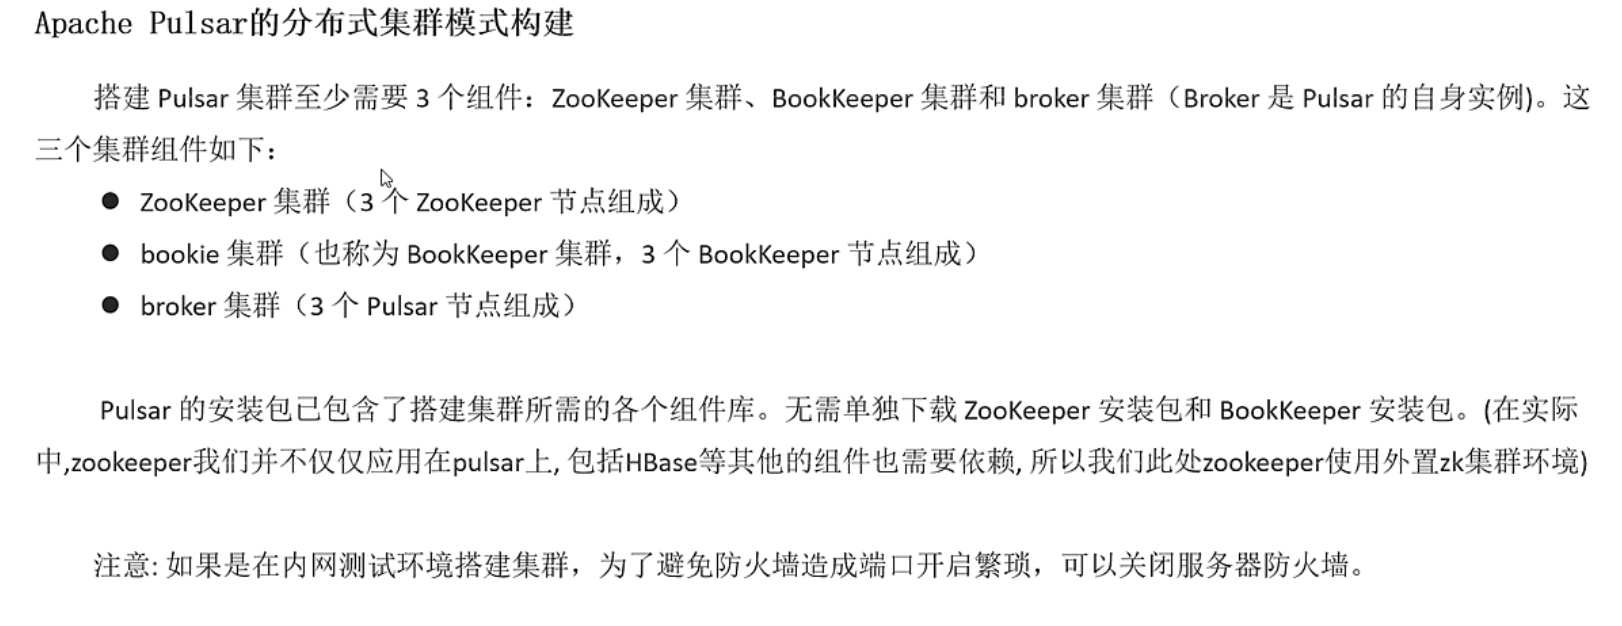 Apache Pulsar的分布式集群模式构建
搭建 Pulsar 集群至少需要 3 个组件：ZooKeeper 集群、BookKeeper 集群和 broker 集群（Broker 是 Pulsar 的自身实例)。这
三个集群组件如下：
● ZooKeeper 集群（3 个 ZooKeeper 节点组成）
● bookie 集群（也称为 BookKeeper 集群，3 个 BookKeeper 节点组成）
● broker 集群（3 个 Pulsar 节点组成）
Pulsar 的安装包已包含了搭建集群所需的各个组件库。无需单独下载 ZooKeeper 安装包和 BookKeeper 安装包。(在实际
中,zookeeper我们并不仅仅应用在pulsar上, 包括HBase等其他的组件也需要依赖, 所以我们此处zookeeper使用外置zk集群环境)
注意: 如果是在内网测试环境搭建集群，为了避免防火墙造成端口开启繁琐，可以关闭服务器防火墙。